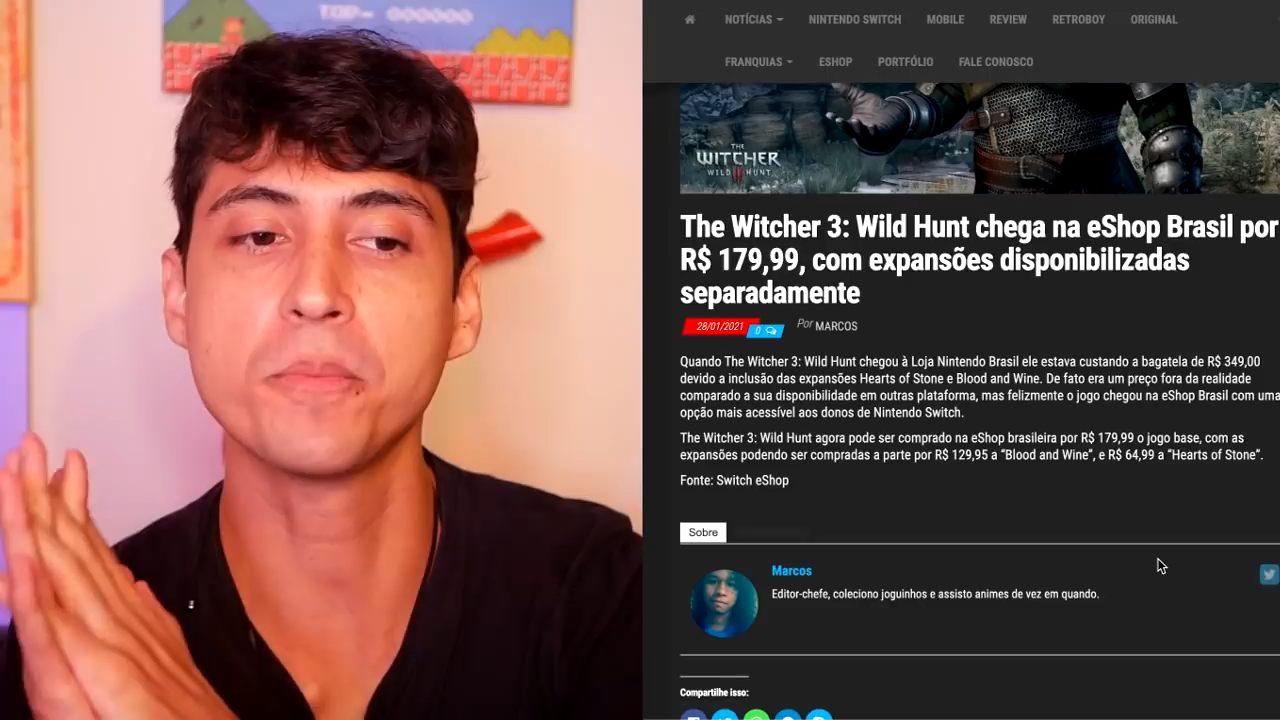 TOP- 000000
NOTÍCIAS
NINTENDO SWITCH
MOBILE
REVIEW
RETROBOY
ORIGINAL
FRANQUIAS
ESHOP
PORTFÓLIO
FALE CONOSCO
THE
WITCHER
WILD HUNT
The Witcher 3: Wild Hunt chega na eShop Brasil por
R$ 179,99, com expansões disponibilizadas
separadamente
28/01/2021
0
Por MARCOS
Quando The Witcher 3: Wild Hunt chegou à Loja Nintendo Brasil ele estava custando a bagatela de R$ 349,00
devido a inclusão das expansões Hearts of Stone e Blood and Wine. De fato era um preço fora da realidade
comparado a sua disponibilidade em outras plataforma, mas felizmente o jogo chegou na eShop Brasil com uma
opção mais acessível aos donos de Nintendo Switch.
The Witcher 3: Wild Hunt agora pode ser comprado na eShop brasileira por R$ 179,99 o jogo base, com as
expansões podendo ser compradas a parte por R$ 129,95 a “Blood and Wine”, e R$ 64,99 a “Hearts of Stone”.
Fonte: Switch eShop
Sobre
Marcos
Editor-chefe, coleciono joguinhos e assisto animes de vez em quando.
Compartilhe isso: